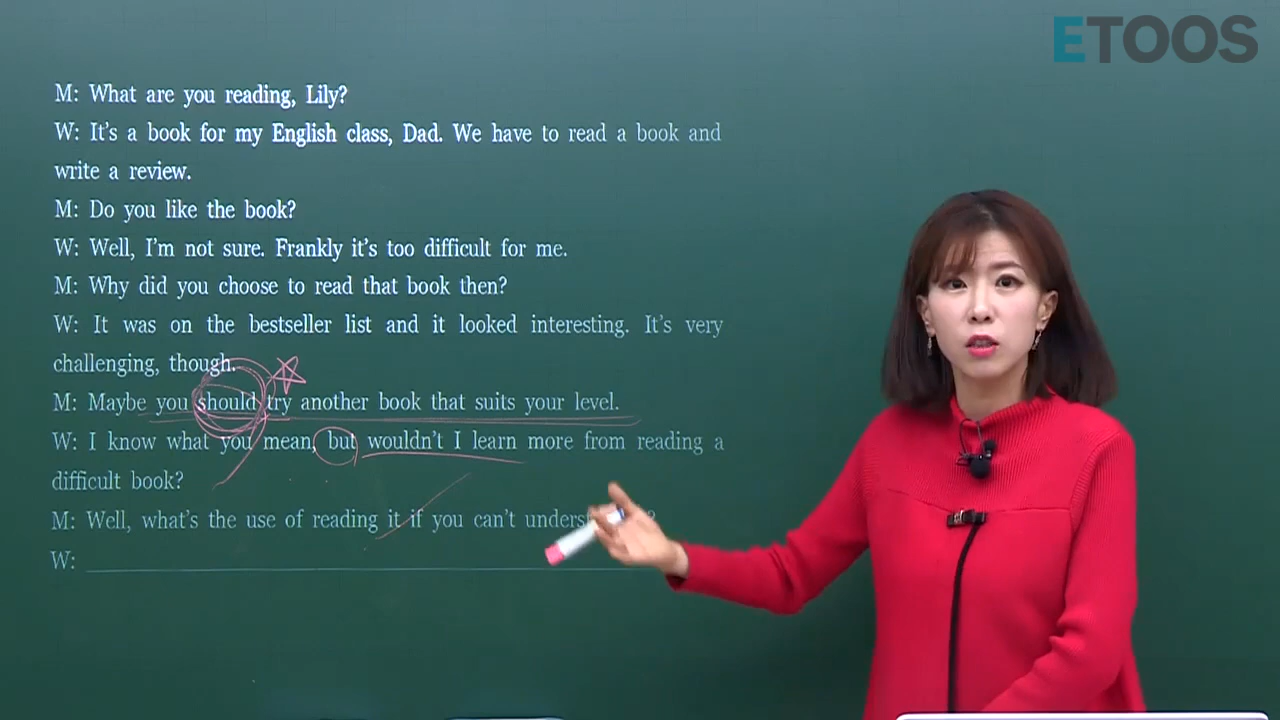 ETOOS
M: What are you reading, Lily?
W: It's a book for my English class, Dad. We have to read a book and
write a review.
M: Do you like the book?
W: Well, I'm not sure. Frankly it's too difficult for me.
M: Why did you choose to read that book then?
W: It was on the bestseller list and it looked interesting. It's very
challenging, though.
M: Maybe you should try another book that suits your level.
W: I know what you mean, but wouldn't I learn more from reading a
difficult book?
M: Well, what's the use of reading it if you can't ?
W: